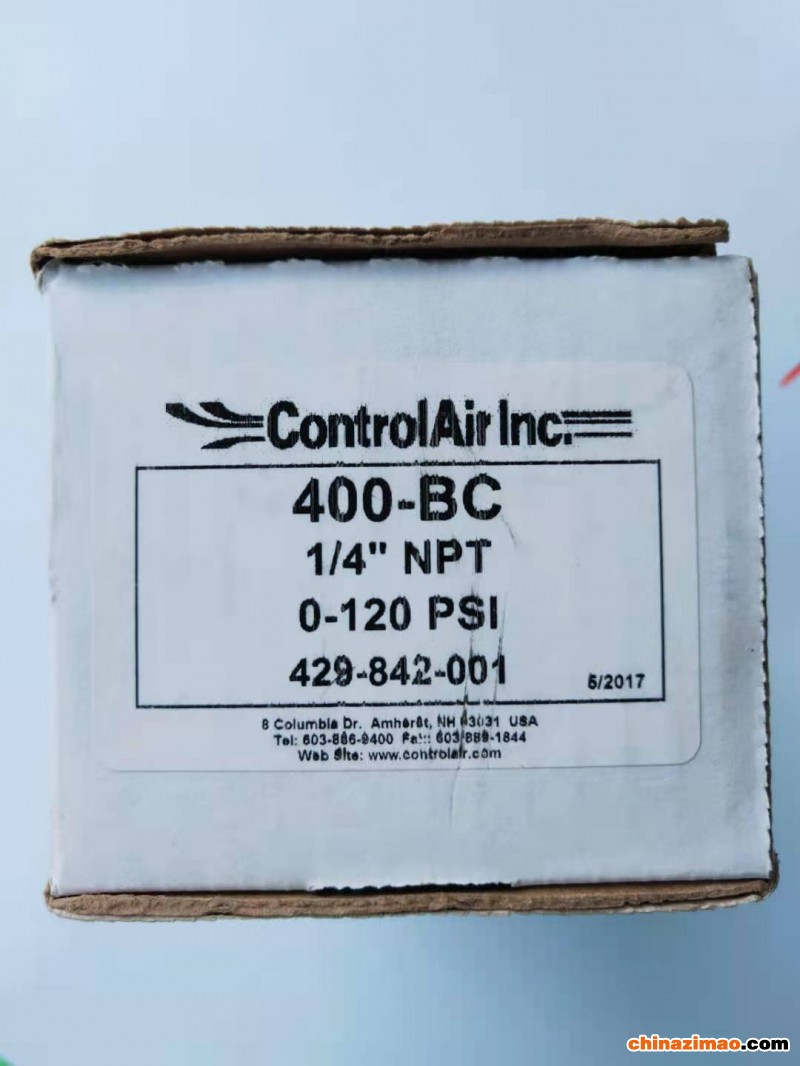 ControlAir Inc.
400-BC
1/4" NPT
0-120 PSI
429-842-001
5/2017
8 Columbia Dr. Amherst, NH 03031 USA
Tel: 603-886-9400 Fax: 603-889-1844
Web Site: www.controlair.com
chinazimao.com